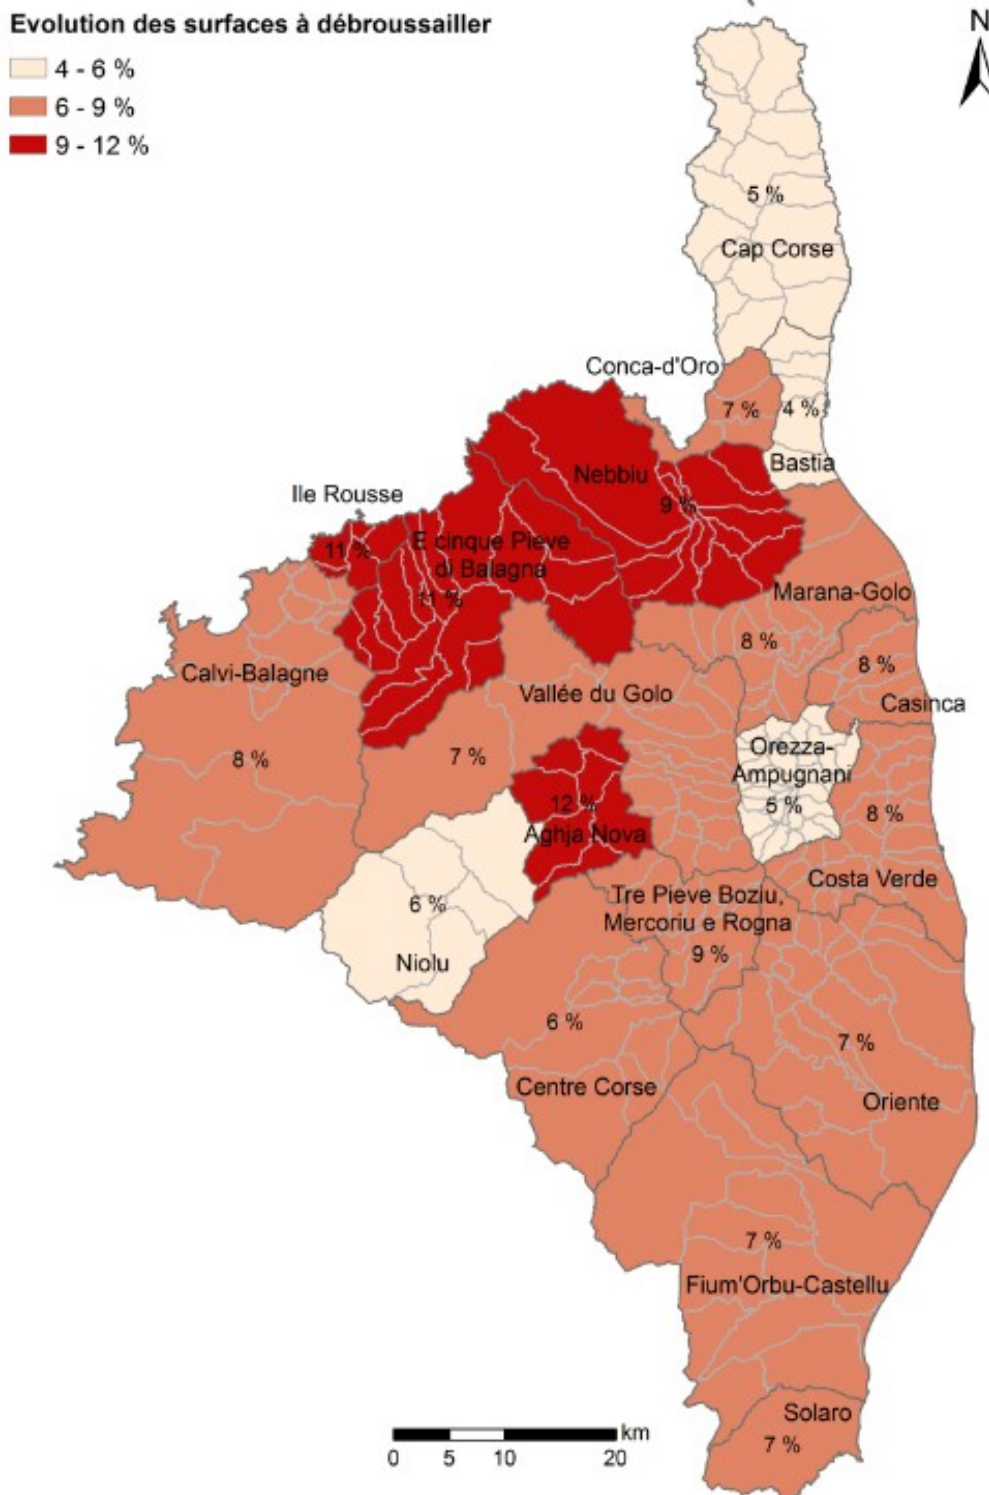 Evolution des surfaces à débroussailler
4 - 6 %
6 - 9 %
9 - 12 %
N
5 %
Cap Corse
Conca-d'Oro
7 %
4 %
Bastia
Nebbiu
9 %
Ile Rousse
11 %
E cinque Pieve
di Balagna
11 %
Marana-Golo
8 %
8 %
Casinca
Calvi-Balagne
8 %
Vallée du Golo
7 %
Orezza-
Ampugnani
5 %
12 %
Aghja Nova
8 %
Costa Verde
6 %
Niolu
Tre Pieve Boziu,
Mercoriu e Rogna
9 %
6 %
Centre Corse
7 %
Oriente
7 %
Fium'Orbu-Castellu
Solaro
7 %
km
0 5 10 20